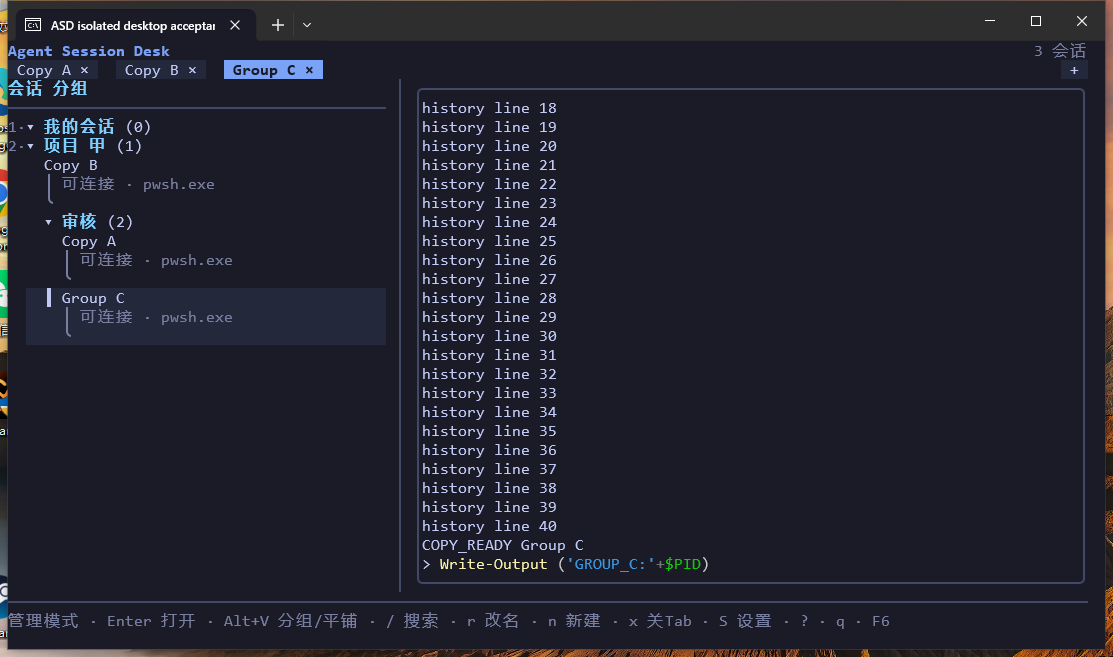 ASD isolated desktop acceptar
Agent Session Desk
3 会话
Copy A × Copy B × Group C × +
会话 分组
1·▾ 我的会话 (0)
2·▾ 项目 甲 (1)
Copy B
可连接 · pwsh.exe
▾ 审核 (2)
Copy A
可连接 · pwsh.exe
Group C
可连接 · pwsh.exe
history line 18
history line 19
history line 20
history line 21
history line 22
history line 23
history line 24
history line 25
history line 26
history line 27
history line 28
history line 29
history line 30
history line 31
history line 32
history line 33
history line 34
history line 35
history line 36
history line 37
history line 38
history line 39
history line 40
COPY_READY Group C
> Write-Output ('GROUP_C:'+$PID)
管理模式 · Enter 打开 · Alt+V 分组/平铺 · / 搜索 · r 改名 · n 新建 · x 关Tab · S 设置 · ? · q · F6